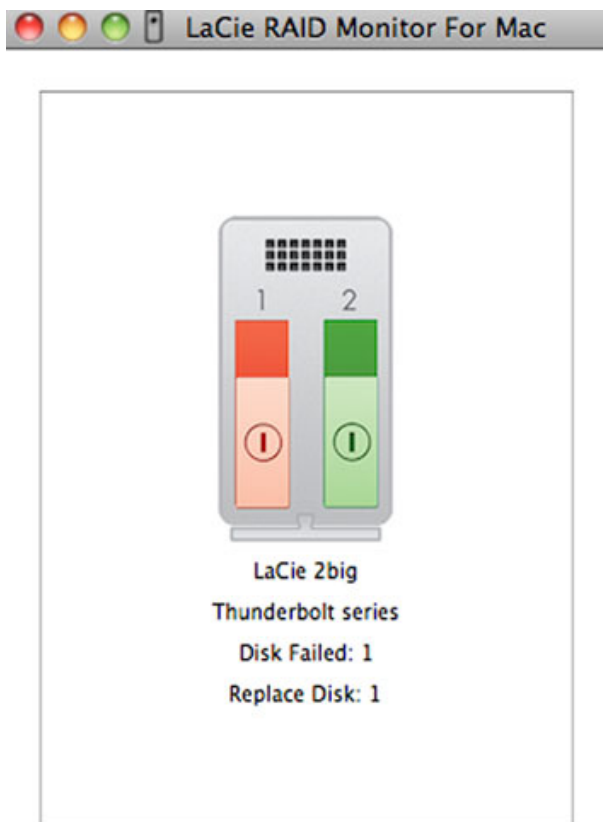 LaCie RAID Monitor For Mac
1 2
LaCie 2big
Thunderbolt series
Disk Failed: 1
Replace Disk: 1